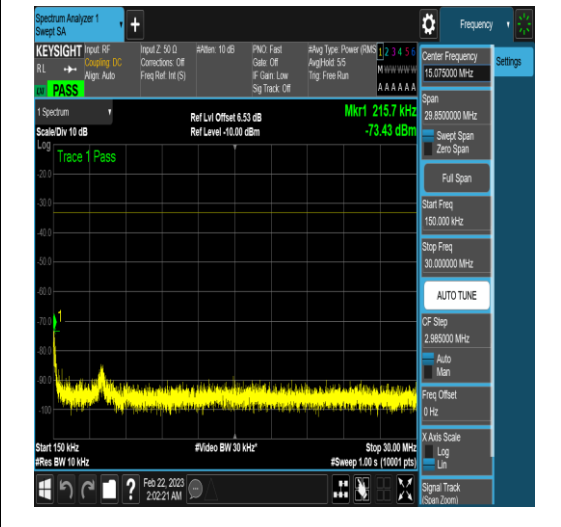 Spectrum Analyzer 1
Swept SA
Frequency
KEYSIGHT
Input: RF
Coupling: DC
Align: Auto
RL
PASS
Input Z: 50 Ω
Corrections: Off
Freq Ref: Int (S)
#Atten: 10 dB
PNO: Fast
Gate: Off
IF Gain: Low
Sig Track: Off
#Avg Type: Power (RMS
Avg|Hold: 5/5
Trig: Free Run
1 2 3 4 5 6
M W W W W W
A A A A A A
1 Spectrum
Scale/Div 10 dB
Log
Ref Lvl Offset 6.53 dB
Ref Level -10.00 dBm
Mkr1 215.7 kHz
-73.43 dBm
Trace 1 Pass
-20.0
-30.0
-40.0
-50.0
-60.0
-70.0
-80.0
-90.0
-100
1
Start 150 kHz
#Res BW 10 kHz
#Video BW 30 kHz*
Stop 30.00 MHz
#Sweep 1.00 s (10001 pts)
Feb 22, 2023
2:02:21 AM
?
Center Frequency
15.075000 MHz
Settings
Span
29.8500000 MHz
Swept Span
Zero Span
Full Span
Start Freq
150.000 kHz
Stop Freq
30.000000 MHz
AUTO TUNE
CF Step
2.985000 MHz
Auto
Man
Freq Offset
0 Hz
X Axis Scale
Log
Lin
Signal Track
(Span Zoom)